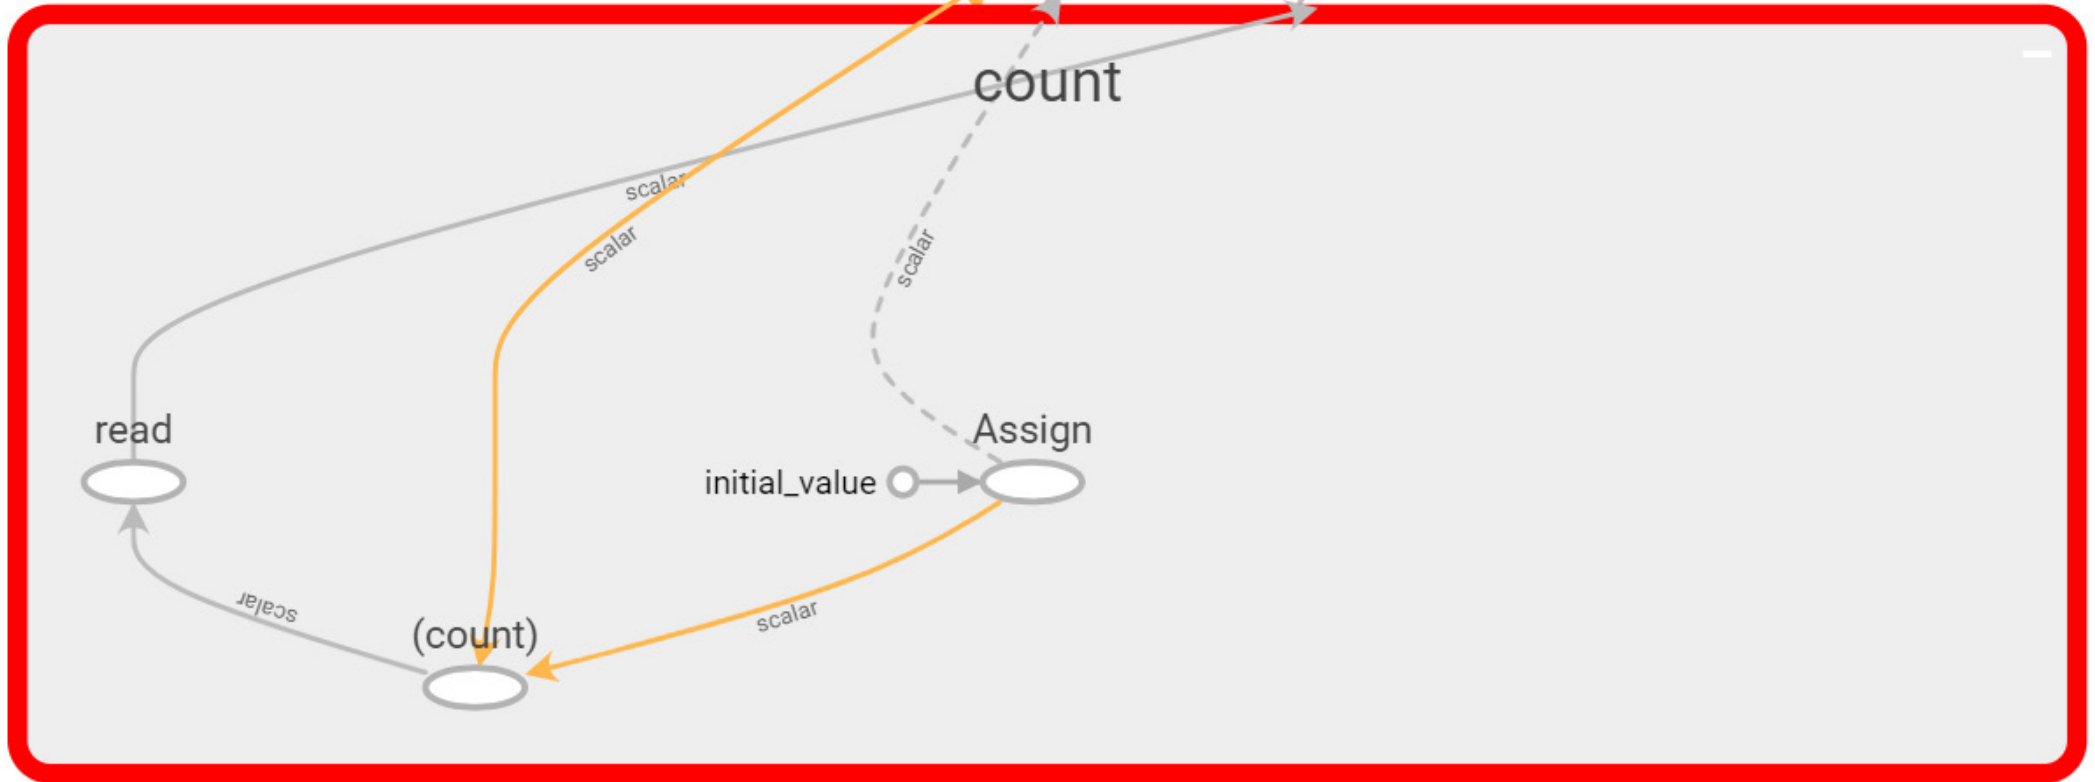 count
scalar
scalar
scalar
read
Assign
initial_value
scalar
scalar
(count)